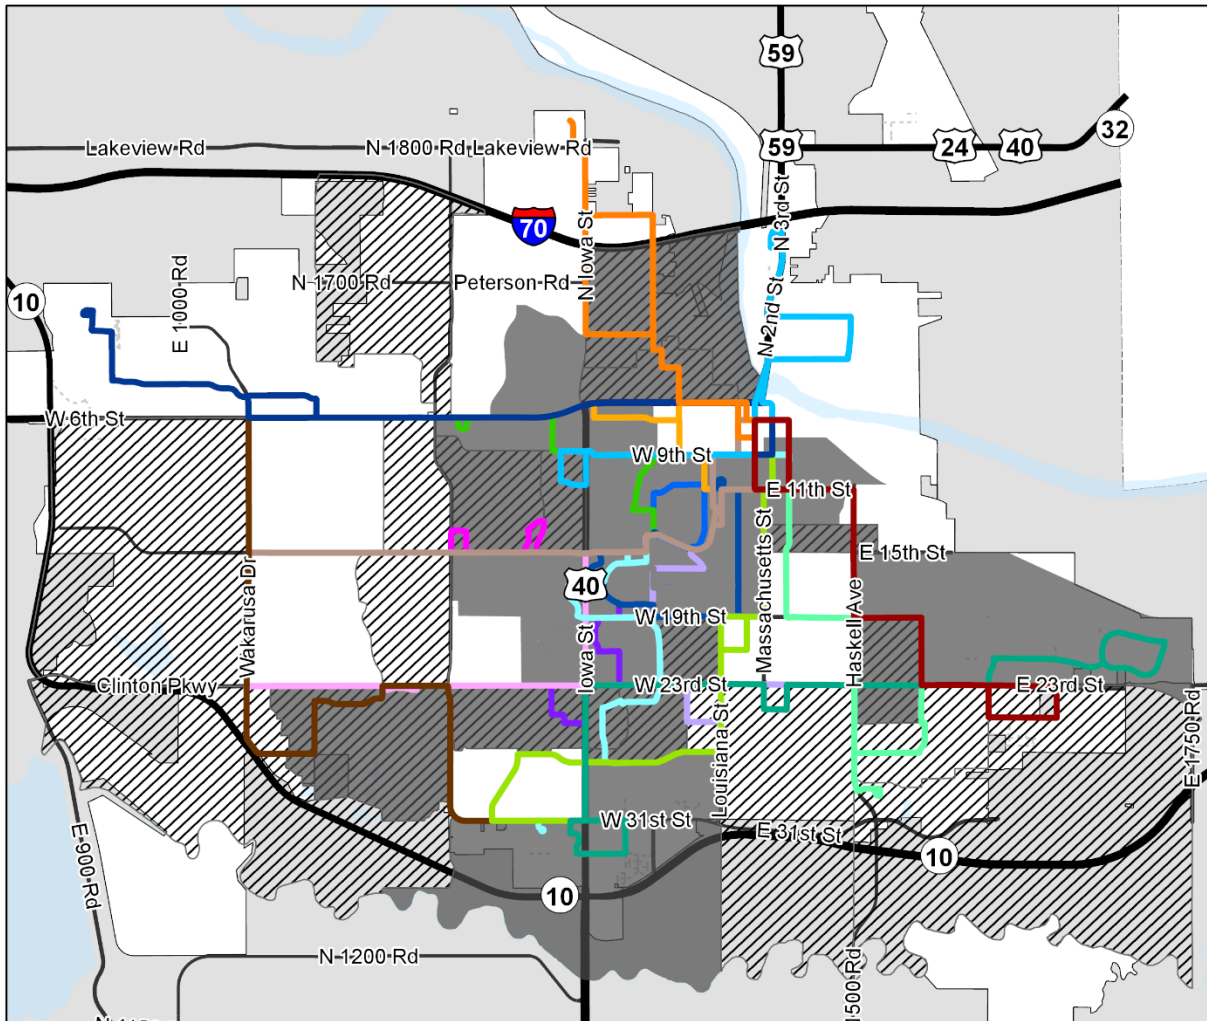 59
32
Lakeview Rd
N 1800 Rd
Lakeview Rd
59
24
40
70
N 3rd St
N Iowa St
N 1700 Rd
Peterson Rd
E 1000 Rd
10
N 2nd St
W 6th St
W 9th St
E 11th St
Massachusetts St
E 15th St
Wakarusa Dr
40
Haskell Ave
W 19th St
Iowa St
Clinton Pkwy
W 23rd St
E 23rd St
Louisiana St
E 1750 Rd
W 31st St
E 31st St
E 900 Rd
10
10
N 1200 Rd
1500 Rd